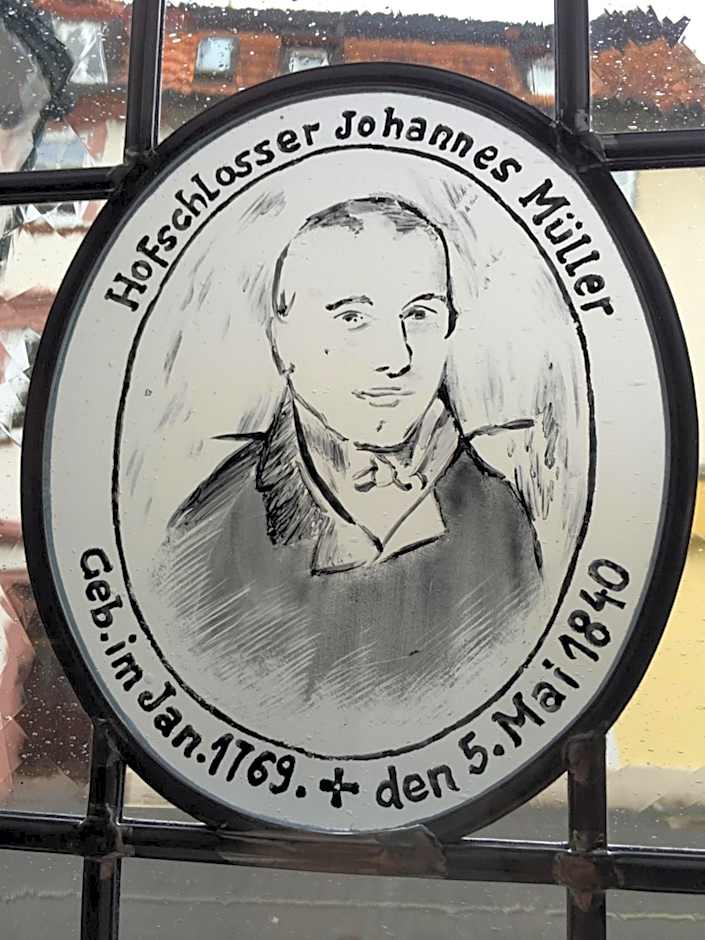 Hofschlosser Johannes Müller
Geb. im Jan. 1769. + den 5. Mai 1840